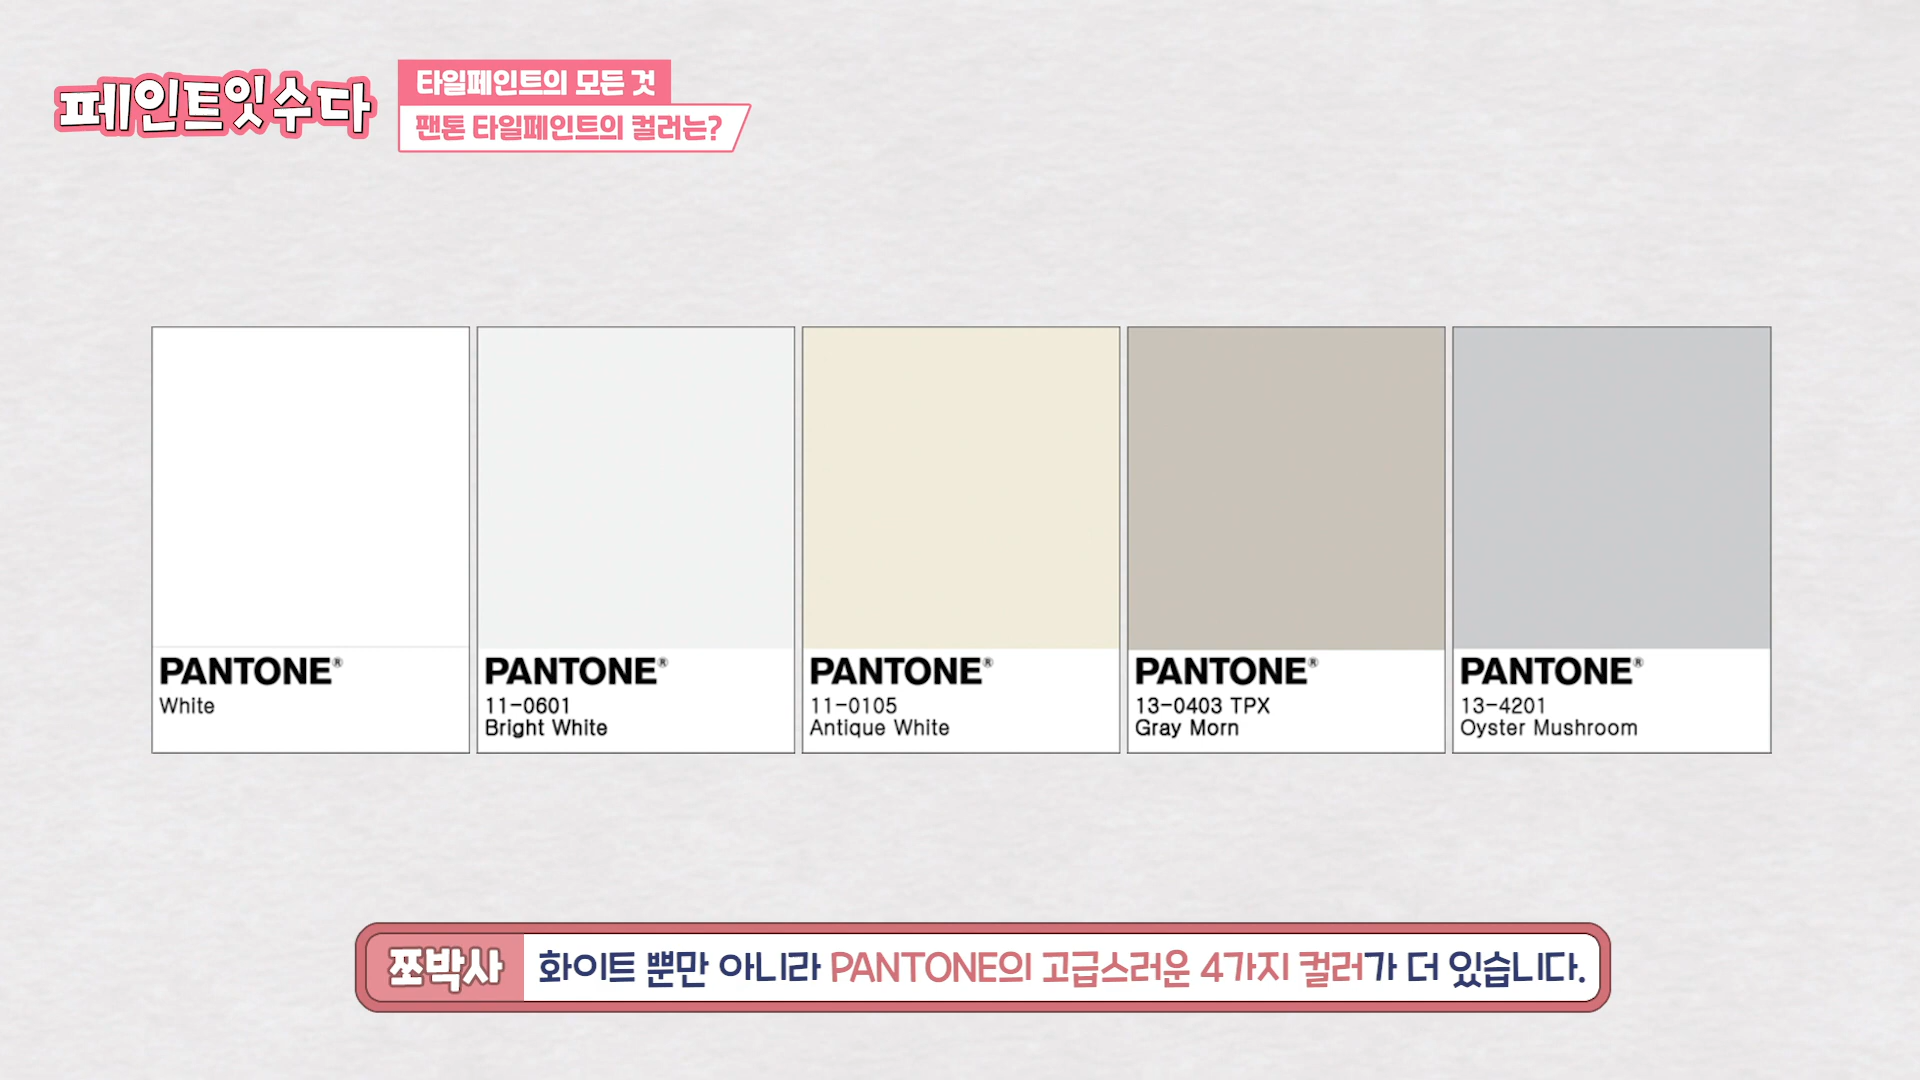 페인트잇수다
타일페인트의 모든 것
팬톤 타일페인트의 컬러는?
PANTONE®
White
PANTONE®
11-0601
Bright White
PANTONE®
11-0105
Antique White
PANTONE®
13-0403 TPX
Gray Morn
PANTONE®
13-4201
Oyster Mushroom
쪼박사
화이트 뿐만 아니라 PANTONE의 고급스러운 4가지 컬러가 더 있습니다.